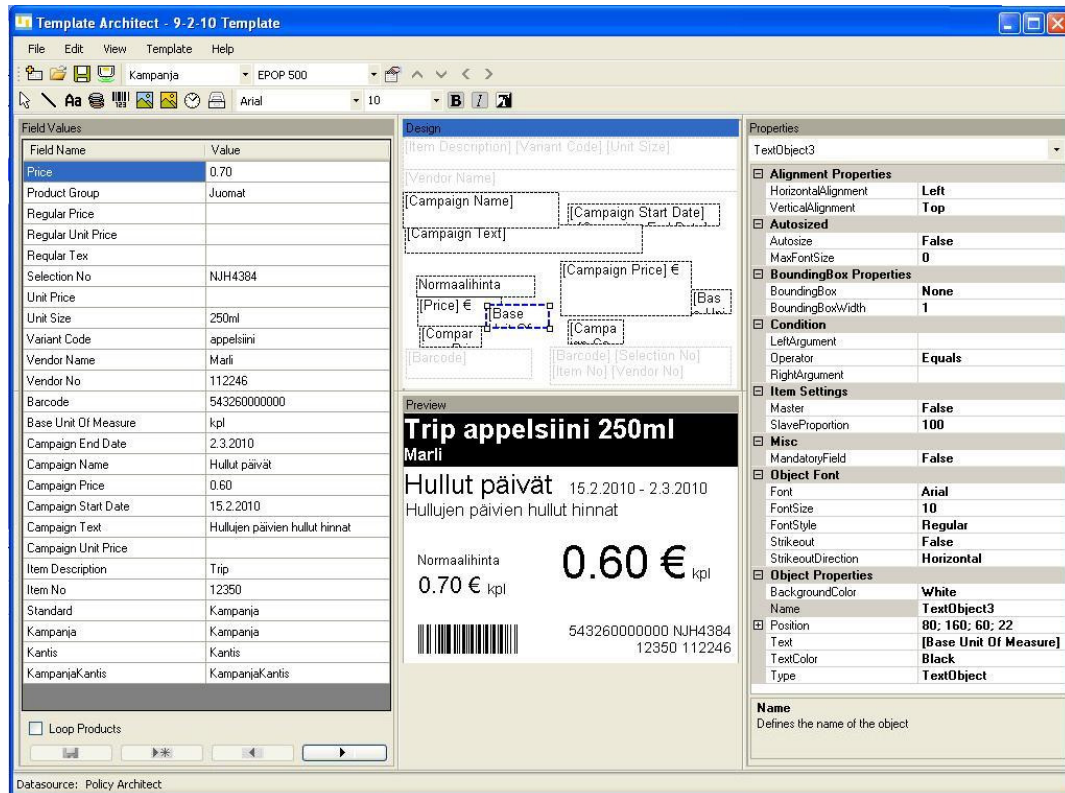 Template Architect - 9-2-10 Template
File Edit View Template Help
Kampanja EPOP 500
Aa Arial 10 B I
Field Values
Field Name Value
Price 0.70
Product Group Juomat
Regular Price
Regular Unit Price
Regular Tex
Selection No NJH4384
Unit Price
Unit Size 250ml
Variant Code appelsiini
Vendor Name Marli
Vendor No 112246
Barcode 543260000000
Base Unit Of Measure kpl
Campaign End Date 2.3.2010
Campaign Name Hullut päivät
Campaign Price 0.60
Campaign Start Date 15.2.2010
Campaign Text Hullujen päivien hullut hinnat
Campaign Unit Price
Item Description Trip
Item No 12350
Standard Kampanja
Kampanja Kampanja
Kantis Kantis
KampanjaKantis KampanjaKantis
Loop Products
Datasource: Policy Architect
Design
[Item Description] [Variant Code] [Unit Size]
[Vendor Name]
[Campaign Name]
[Campaign Start Date]
[Campaign Text]
[Campaign Price] €
Normaalihinta
[Price] €
[Base
[Bas
[Compar
[Campa
[Barcode]
[Barcode] [Selection No]
[Item No] [Vendor No]
Preview
Trip appelsiini 250ml
Marli
Hullut päivät 15.2.2010 - 2.3.2010
Hullujen päivien hullut hinnat
Normaalihinta
0.70 € kpl
0.60 € kpl
543260000000 NJH4384
12350 112246
Properties
TextObject3
Alignment Properties
HorizontalAlignment Left
VerticalAlignment Top
Autosized
Autosize False
MaxFontSize 0
BoundingBox Properties
BoundingBox None
BoundingBoxWidth 1
Condition
LeftArgument
Operator Equals
RightArgument
Item Settings
Master False
SlaveProportion 100
Misc
MandatoryField False
Object Font
Font Arial
FontSize 10
FontStyle Regular
Strikeout False
StrikeoutDirection Horizontal
Object Properties
BackgroundColor White
Name TextObject3
Position 80; 160; 60; 22
Text [Base Unit Of Measure]
TextColor Black
Type TextObject
Name
Defines the name of the object